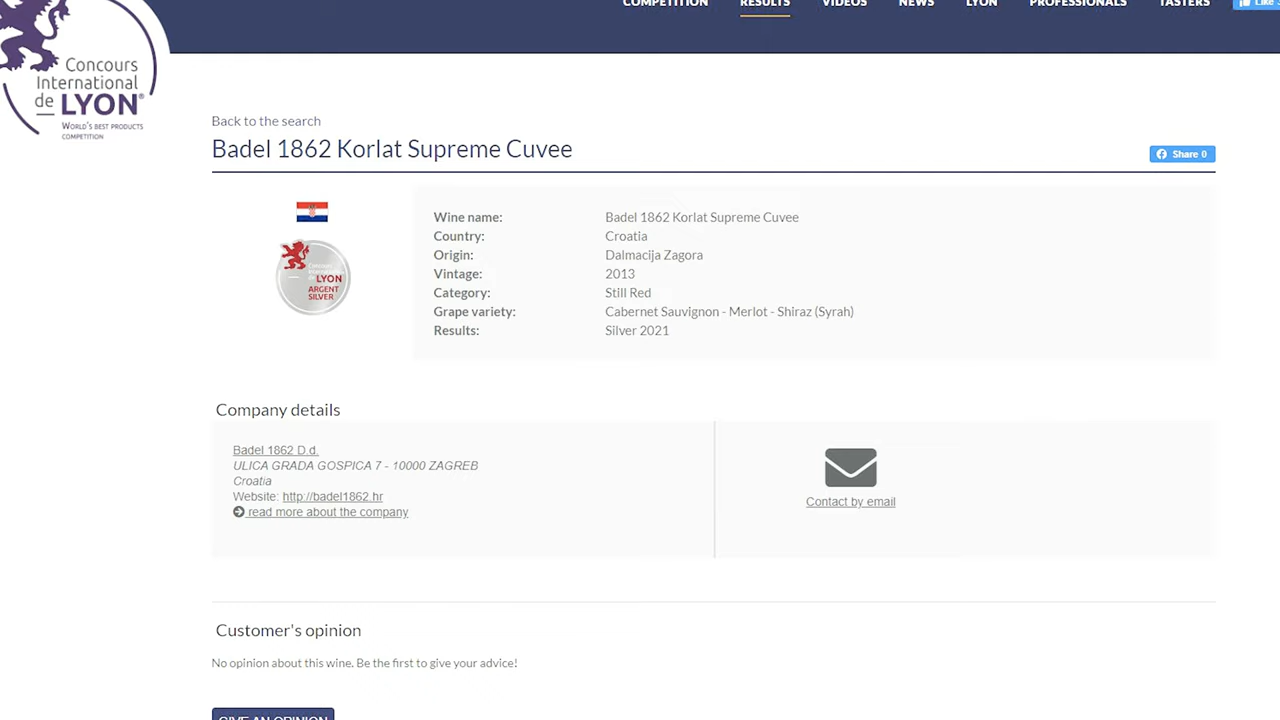 COMPETITION RESULTS VIDEOS NEWS LYON PROFESSIONALS TASTERS Like
Concours
International
de LYON®
WORLD'S BEST PRODUCTS
COMPETITION
Back to the search
Badel 1862 Korlat Supreme Cuvee
Share 0
Wine name: Badel 1862 Korlat Supreme Cuvee
Country: Croatia
Origin: Dalmacija Zagora
Vintage: 2013
Category: Still Red
Grape variety: Cabernet Sauvignon - Merlot - Shiraz (Syrah)
Results: Silver 2021
LYON
ARGENT
SILVER
Company details
Badel 1862 D.d.
ULICA GRADA GOSPICA 7 - 10000 ZAGREB
Croatia
Website: http://badel1862.hr
read more about the company
Contact by email
Customer's opinion
No opinion about this wine. Be the first to give your advice!
GIVE AN OPINION